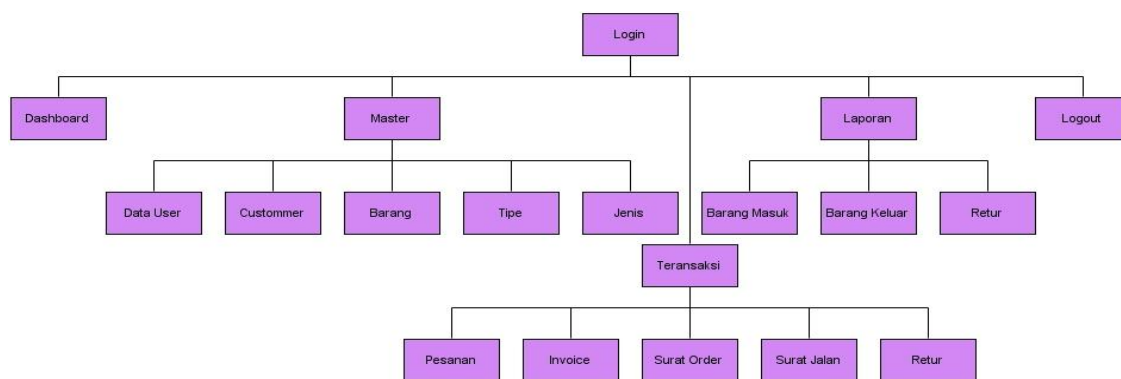 Login
Dashboard
Master
Laporan
Logout
Data User
Custommer
Barang
Tipe
Jenis
Barang Masuk
Barang Keluar
Retur
Teransaksi
Pesanan
Invoice
Surat Order
Surat Jalan
Retur